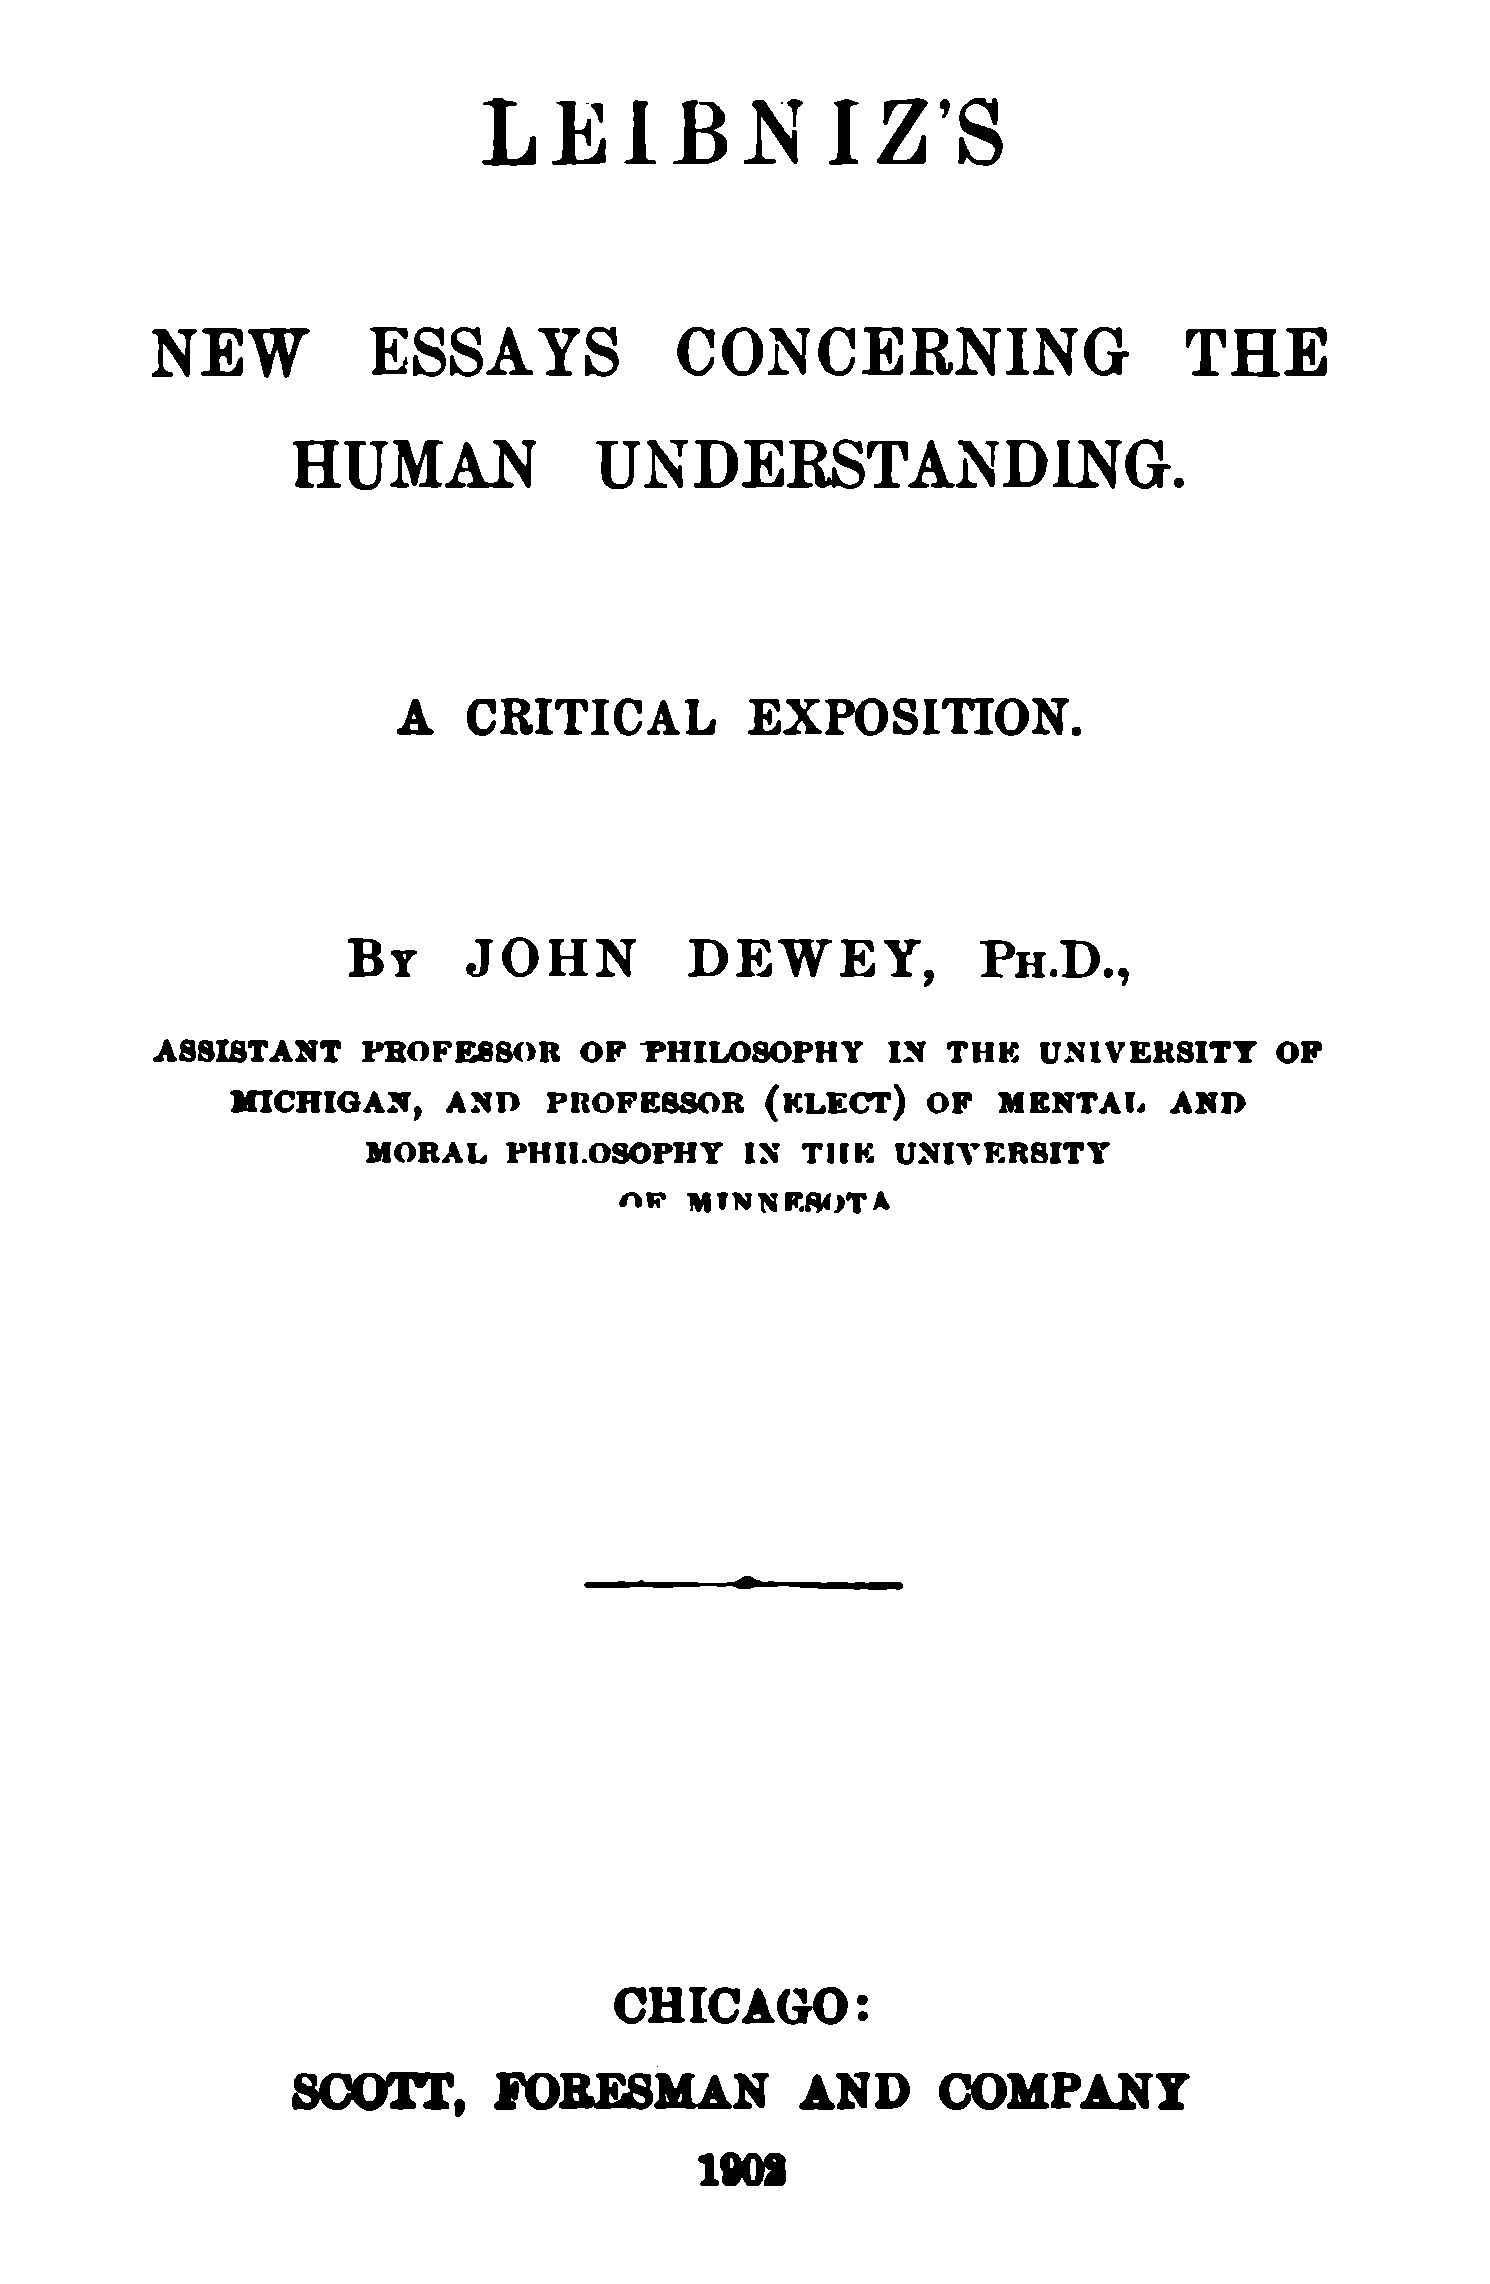 LEIBNIZ'S
NEW ESSAYS CONCERNING THE
HUMAN UNDERSTANDING.
A CRITICAL EXPOSITION.
BY JOHN DEWEY, PH.D.,
ASSISTANT PROFESSOR OF PHILOSOPHY IN THE UNIVERSITY OF
MICHIGAN, AND PROFESSOR (ELECT) OF MENTAL AND
MORAL PHILOSOPHY IN THE UNIVERSITY
OF MINNESOTA
CHICAGO:
SCOTT, FORESMAN AND COMPANY
1902